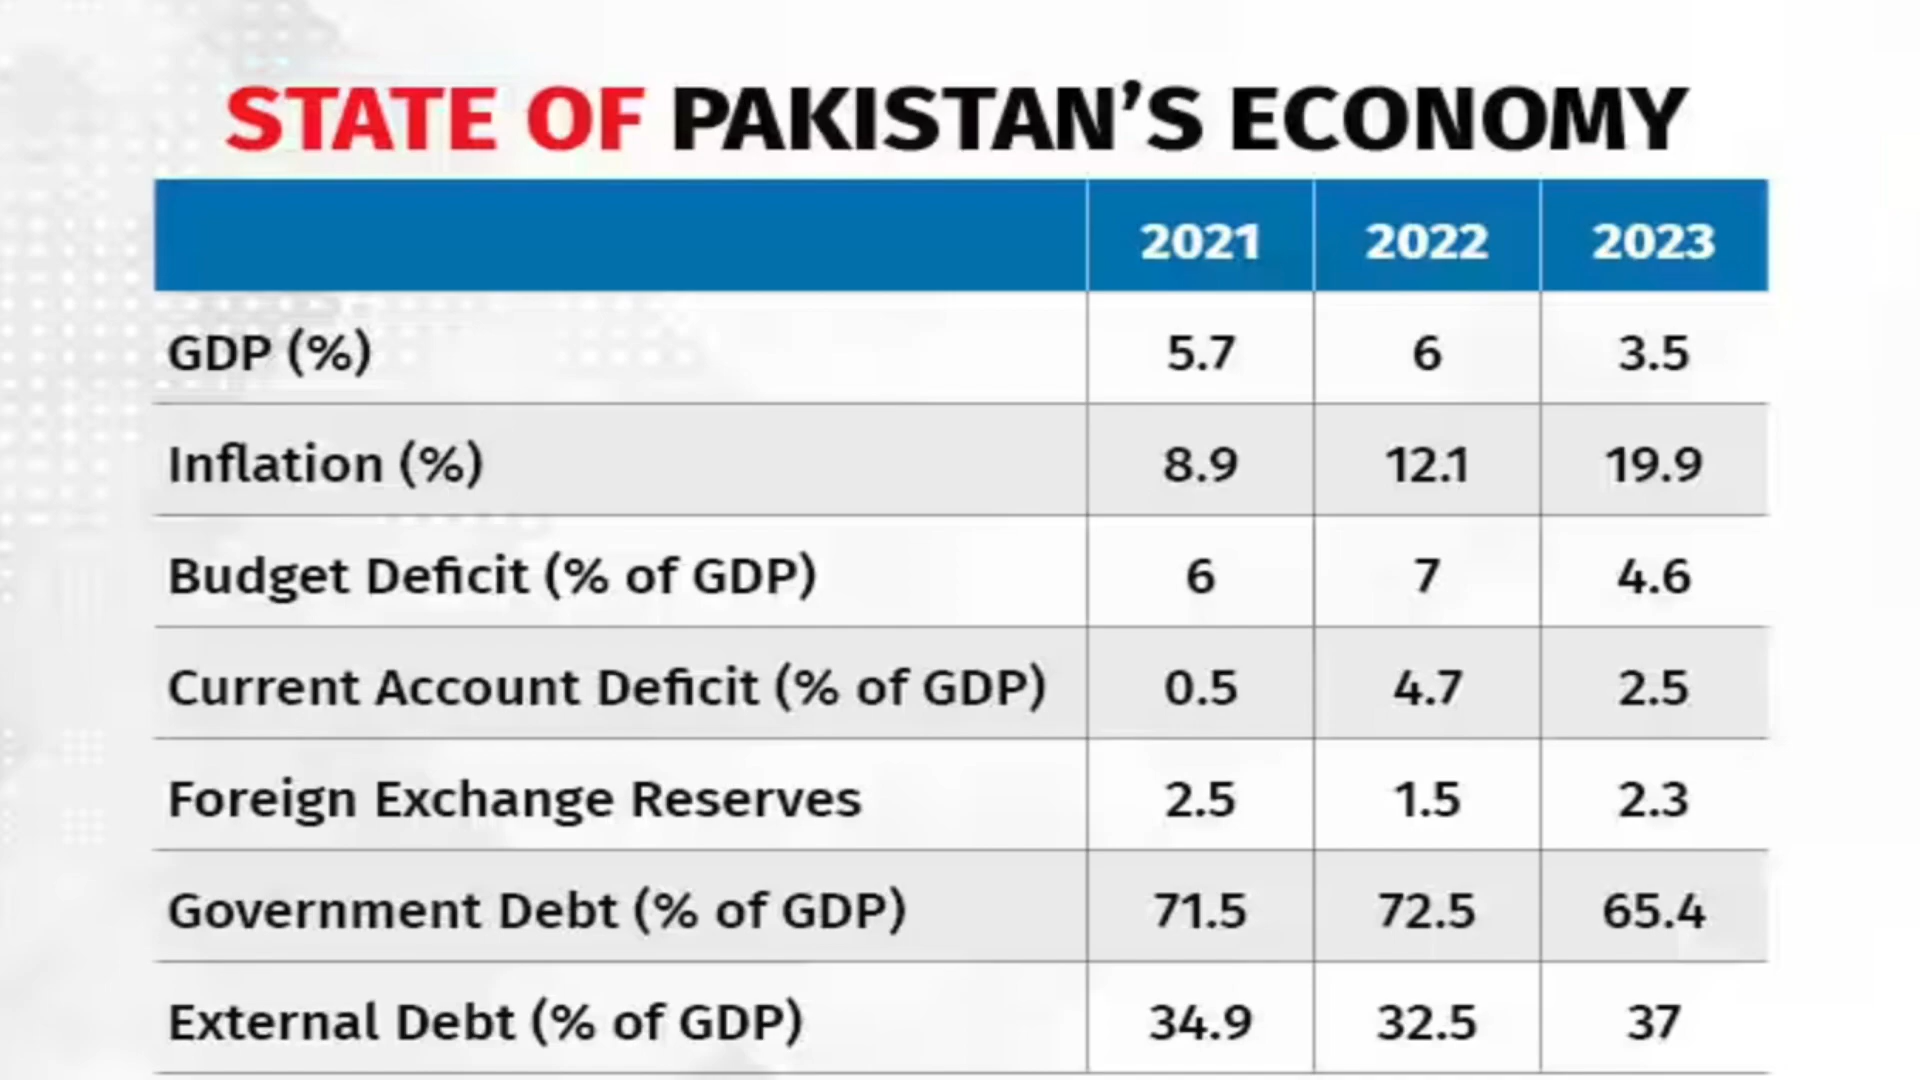 STATE OF PAKISTAN’S ECONOMY
2021 2022 2023
GDP (%) 5.7 6 3.5
Inflation (%) 8.9 12.1 19.9
Budget Deficit (% of GDP) 6 7 4.6
Current Account Deficit (% of GDP) 0.5 4.7 2.5
Foreign Exchange Reserves 2.5 1.5 2.3
Government Debt (% of GDP) 71.5 72.5 65.4
External Debt (% of GDP) 34.9 32.5 37